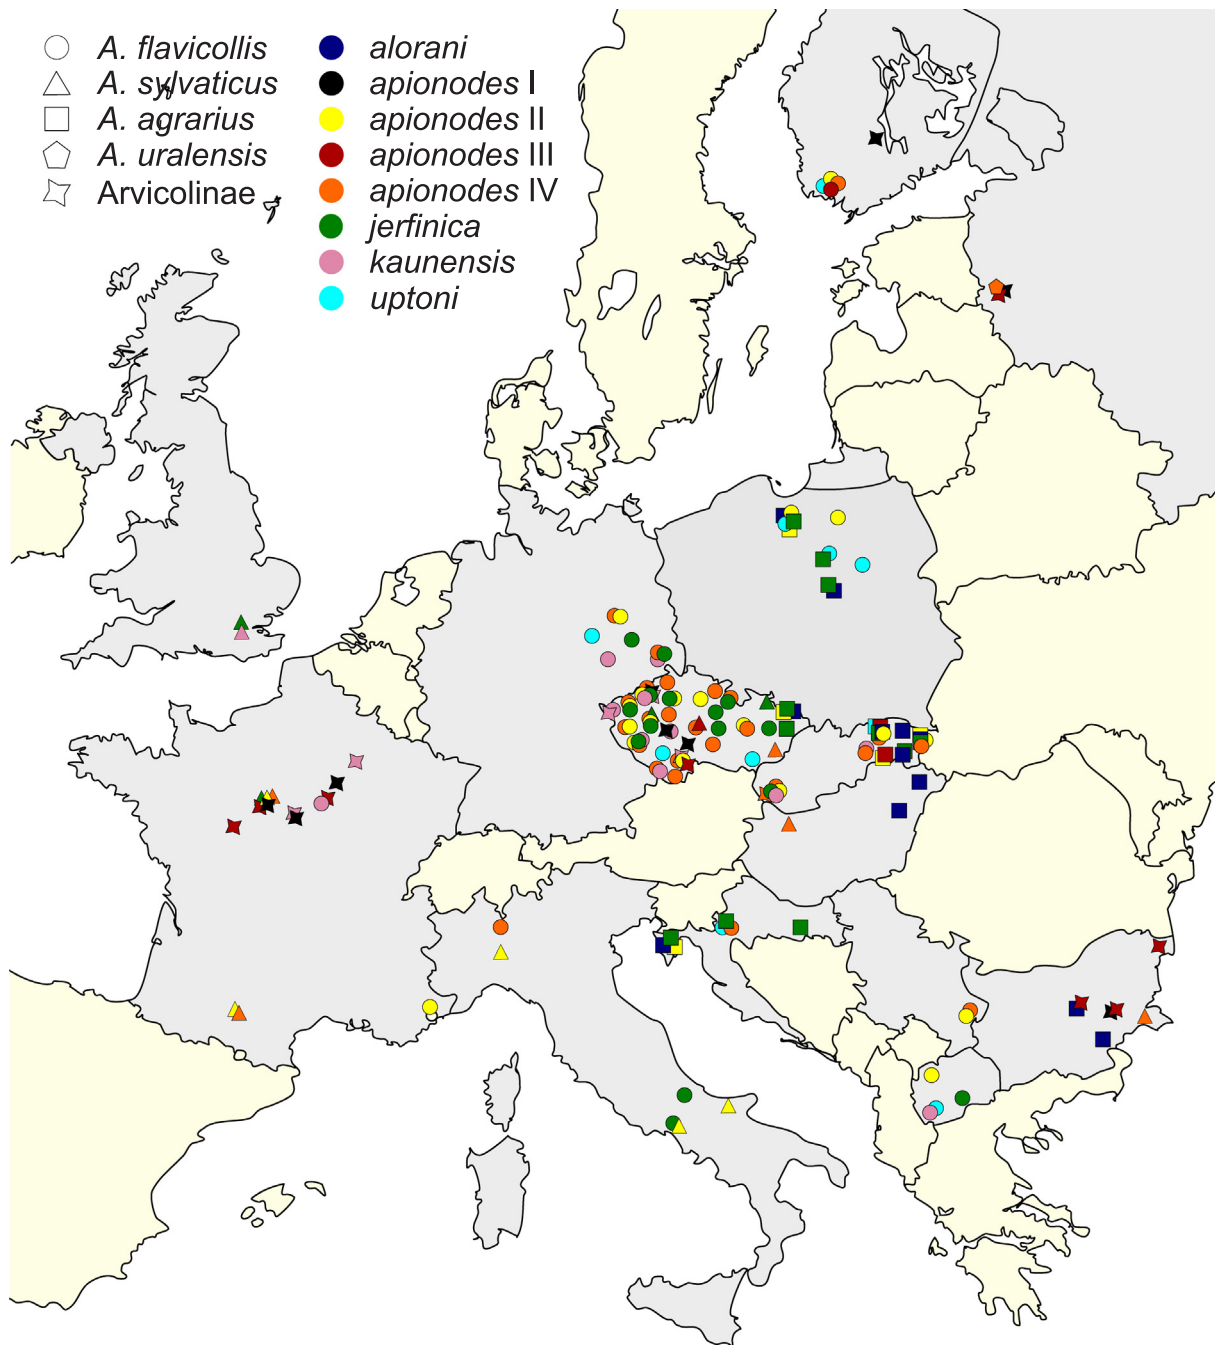 A. flavicollis
A. sylvaticus
A. agrarius
A. uralensis
Arvicolinae
alorani
apionodes I
apionodes II
apionodes III
apionodes IV
jerfinica
kaunensis
uptoni